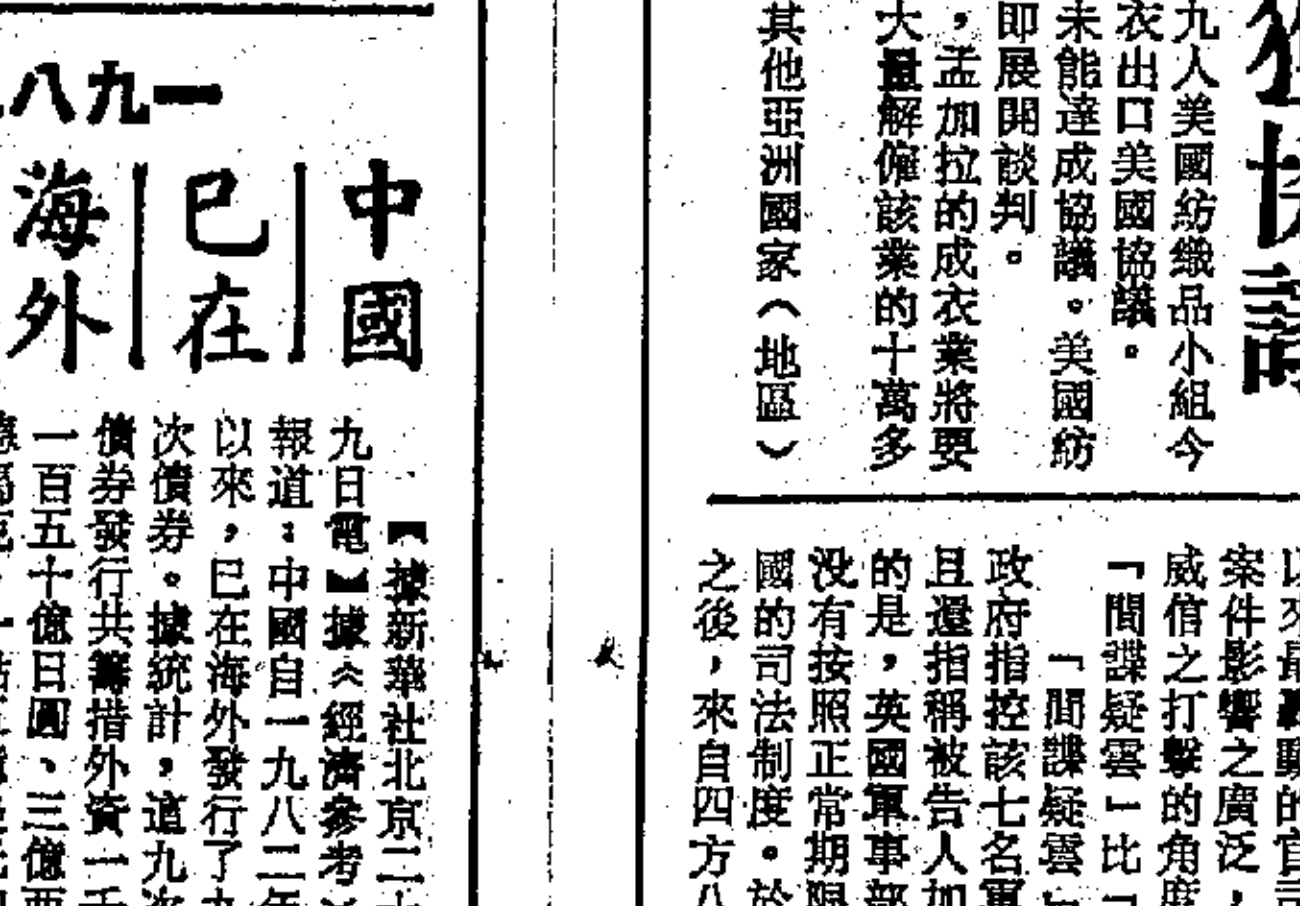 九人美國紡織品小組今
衣出口美國協議。
未能達成協議。美國紡
即展開談判。
，孟加拉的成衣業將要
大量解僱該業的十萬多
其他亞洲國家（地區）
案件影響之廣泛，
威信之打擊的角度
「間諜疑雲」比「
「間諜疑雲」
政府指控該七名軍
且還指稱被告人加
的是，英國軍事部
没有按照正常期限
國的司法制度。於
之後，來自四方八
一九八
中國
已在
海外
【據新華社北京二十
九日電】據《經濟參考》
報道：中國自一九八二年
以來，已在海外發行了九
次債券。據統計，這九次
債券發行共籌措外資一千
一百五十億日圓、三億西